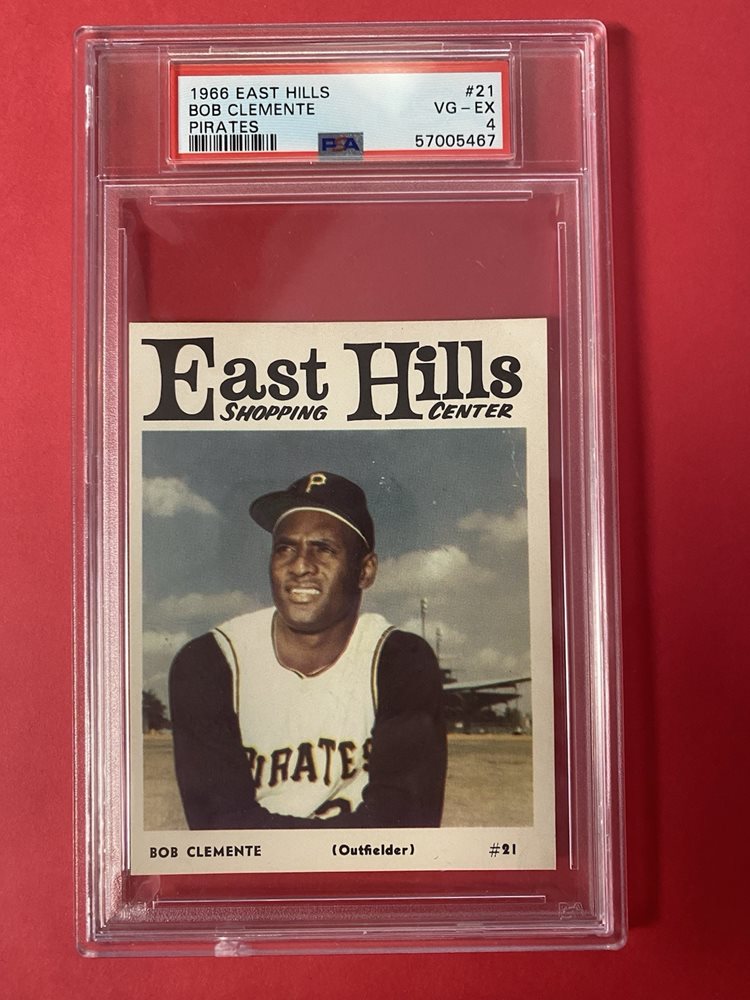 1966 EAST HILLS #21
BOB CLEMENTE VG - EX
PIRATES 4
PSA 57005467
East Hills
SHOPPING CENTER
P
PIRATES
BOB CLEMENTE (Outfielder) #21
PSA